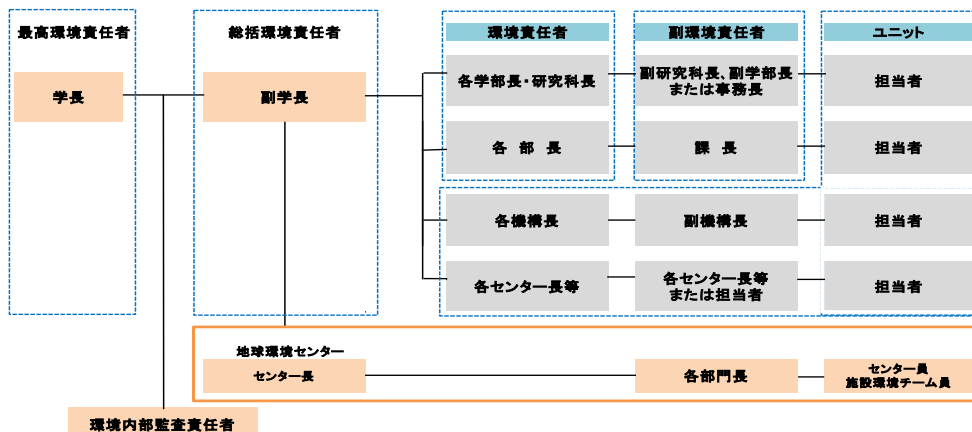 最高環境責任者
総括環境責任者
環境責任者
副環境責任者
ユニット
学長
副学長
各学部長・研究科長
副研究科長、副学部長
または事務長
担当者
各 部 長
課 長
担当者
各機構長
副機構長
担当者
各センター長等
各センター長等
または担当者
担当者
地球環境センター
センター長
各部門長
センター員
施設環境チーム員
環境内部監査責任者